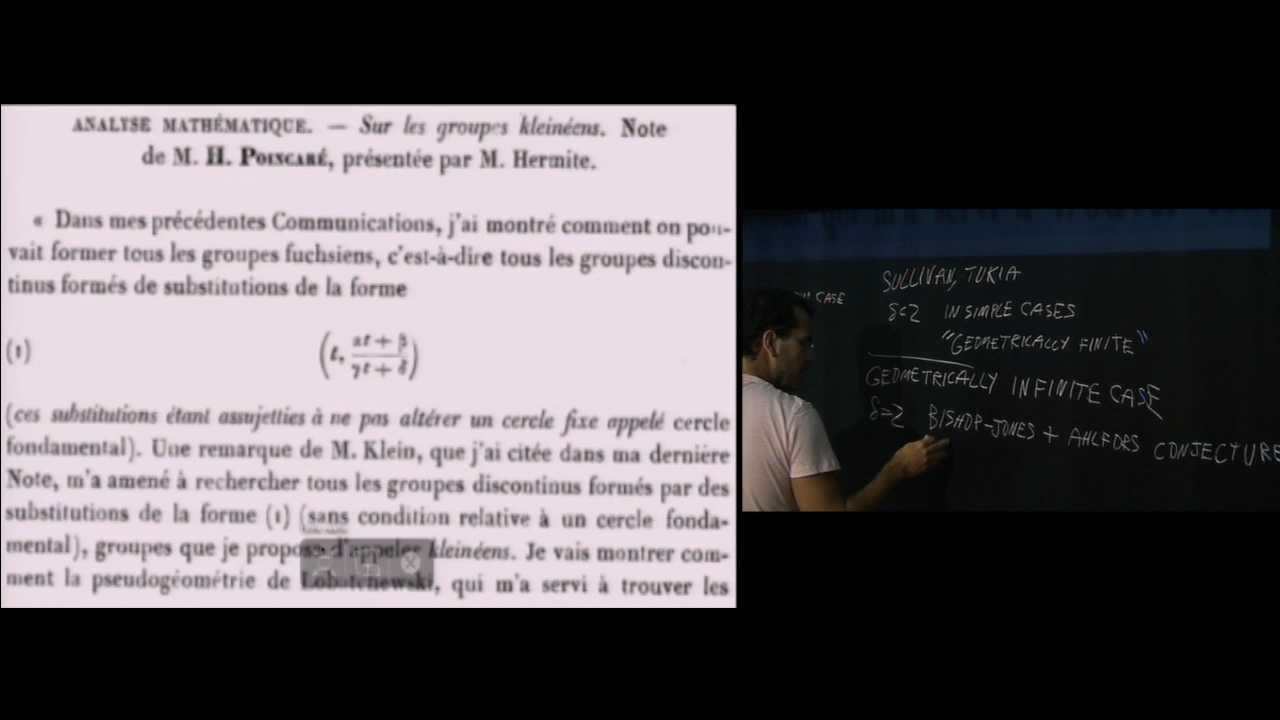 ANALYSE MATHÉMATIQUE. — Sur les groupes kleinéens. Note
de M. H. POINCARÉ, présentée par M. Hermite.
« Dans mes précédentes Communications, j'ai montré comment on pou-
vait former tous les groupes fuchsiens, c'est-à-dire tous les groupes discon-
tinus formés de substitutions de la forme
(1) (t, αt + β / γt + δ)
(ces substitutions étant assujetties à ne pas altérer un cercle fixe appelé cercle
fondamental). Une remarque de M. Klein, que j'ai citée dans ma dernière
Note, m'a amené à rechercher tous les groupes discontinus formés par des
substitutions de la forme (1) (sans condition relative à un cercle fonda-
mental), groupes que je propose d'appeler kleinéens. Je vais montrer com-
ment la pseudogéométrie de Lobatchewski, qui m'a servi à trouver les
CASE
SULLIVAN, TUKIA
δ<2 IN SIMPLE CASES
"GEOMETRICALLY FINITE"
GEOMETRICALLY INFINITE CASE
δ=2 BISHOP-JONES + AHLFORS CONJECTURE